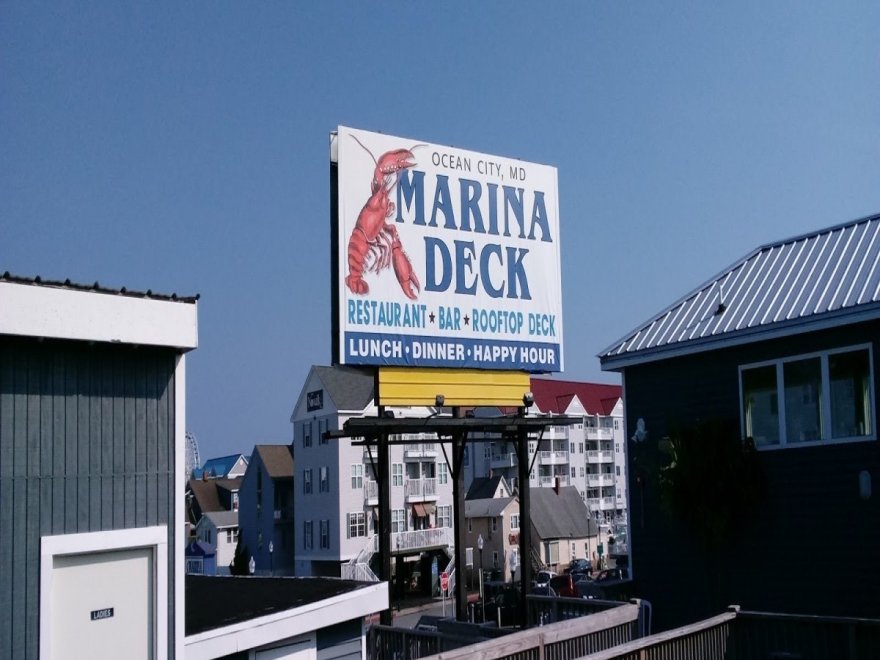 OCEAN CITY, MD
MARINA
DECK
RESTAURANT ★ BAR ★ ROOFTOP DECK
LUNCH • DINNER • HAPPY HOUR
LADIES